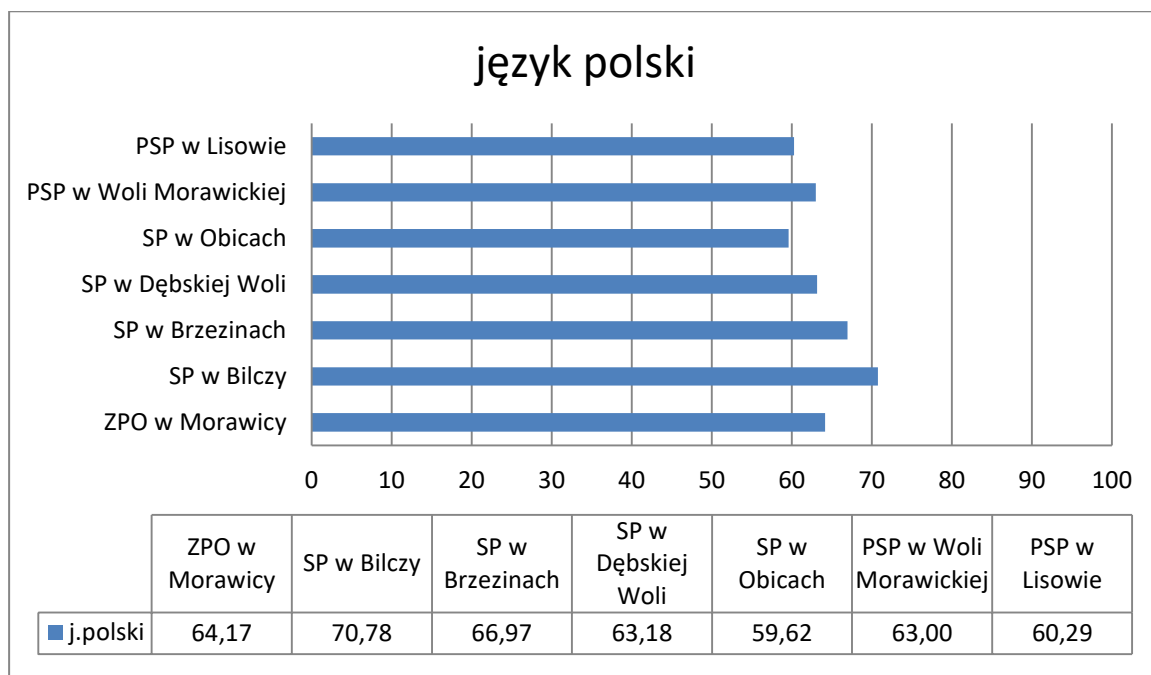 język polski
PSP w Lisowie
PSP w Woli Morawickiej
SP w Obicach
SP w Dębskiej Woli
SP w Brzezinach
SP w Bilczy
ZPO w Morawicy
0 10 20 30 40 50 60 70 80 90 100
ZPO w Morawicy SP w Bilczy SP w Brzezinach SP w Dębskiej Woli SP w Obicach PSP w Woli Morawickiej PSP w Lisowie
j.polski 64,17 70,78 66,97 63,18 59,62 63,00 60,29